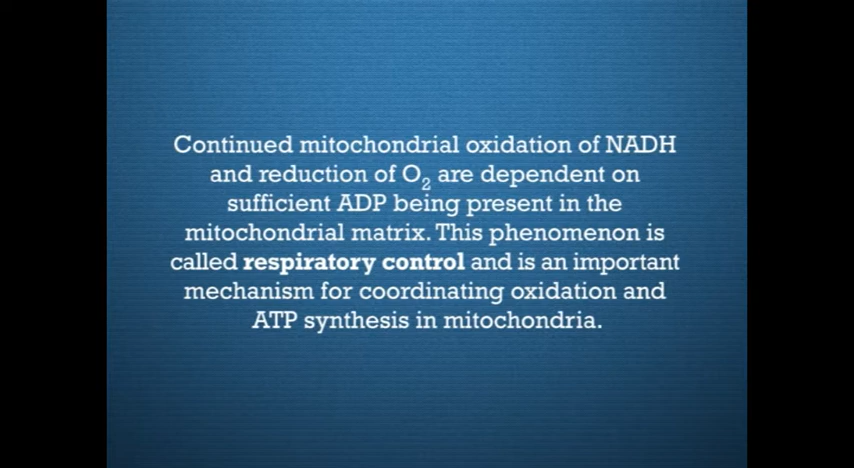 Continued mitochondrial oxidation of NADH
and reduction of O₂ are dependent on
sufficient ADP being present in the
mitochondrial matrix. This phenomenon is
called respiratory control and is an important
mechanism for coordinating oxidation and
ATP synthesis in mitochondria.